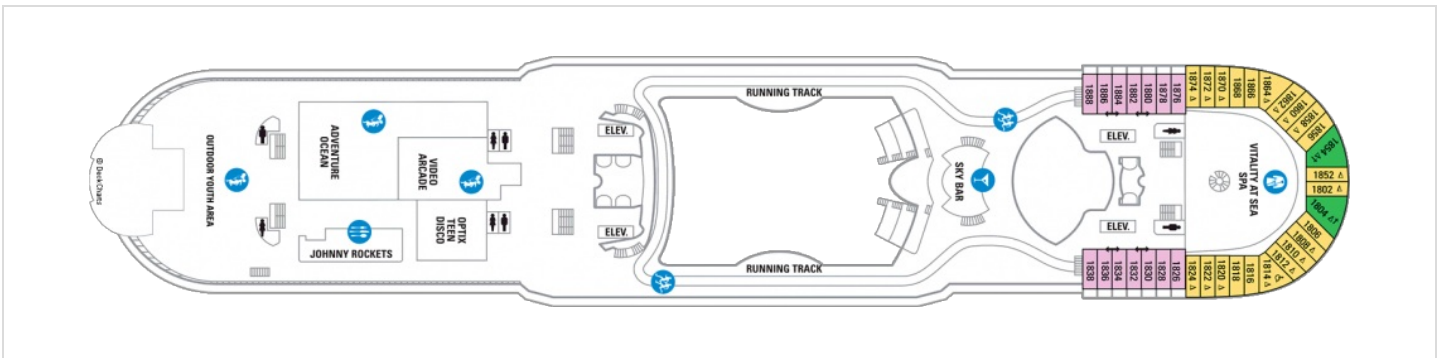 © DeckCharts
OUTDOOR YOUTH AREA
ADVENTURE
OCEAN
VIDEO
ARCADE
OPTIX
TEEN
DISCO
JOHNNY ROCKETS
ELEV.
ELEV.
RUNNING TRACK
RUNNING TRACK
SKY BAR
ELEV.
ELEV.
VITALITY AT SEA
SPA
1888
1886
1884
1882
1880
1878
1876
1874 Δ
1872 Δ
1870 Δ
1868
1866
1864 Δ
1862 Δ
1860 Δ
1858 Δ
1856
1854 Δ†
1852 Δ
1802 Δ
1804 Δ†
1806
1808 Δ
1810 Δ
1812 Δ
1814 Δ
1816
1818
1820 Δ
1822 Δ
1824 Δ
1826
1828
1830
1832
1834
1836
1838